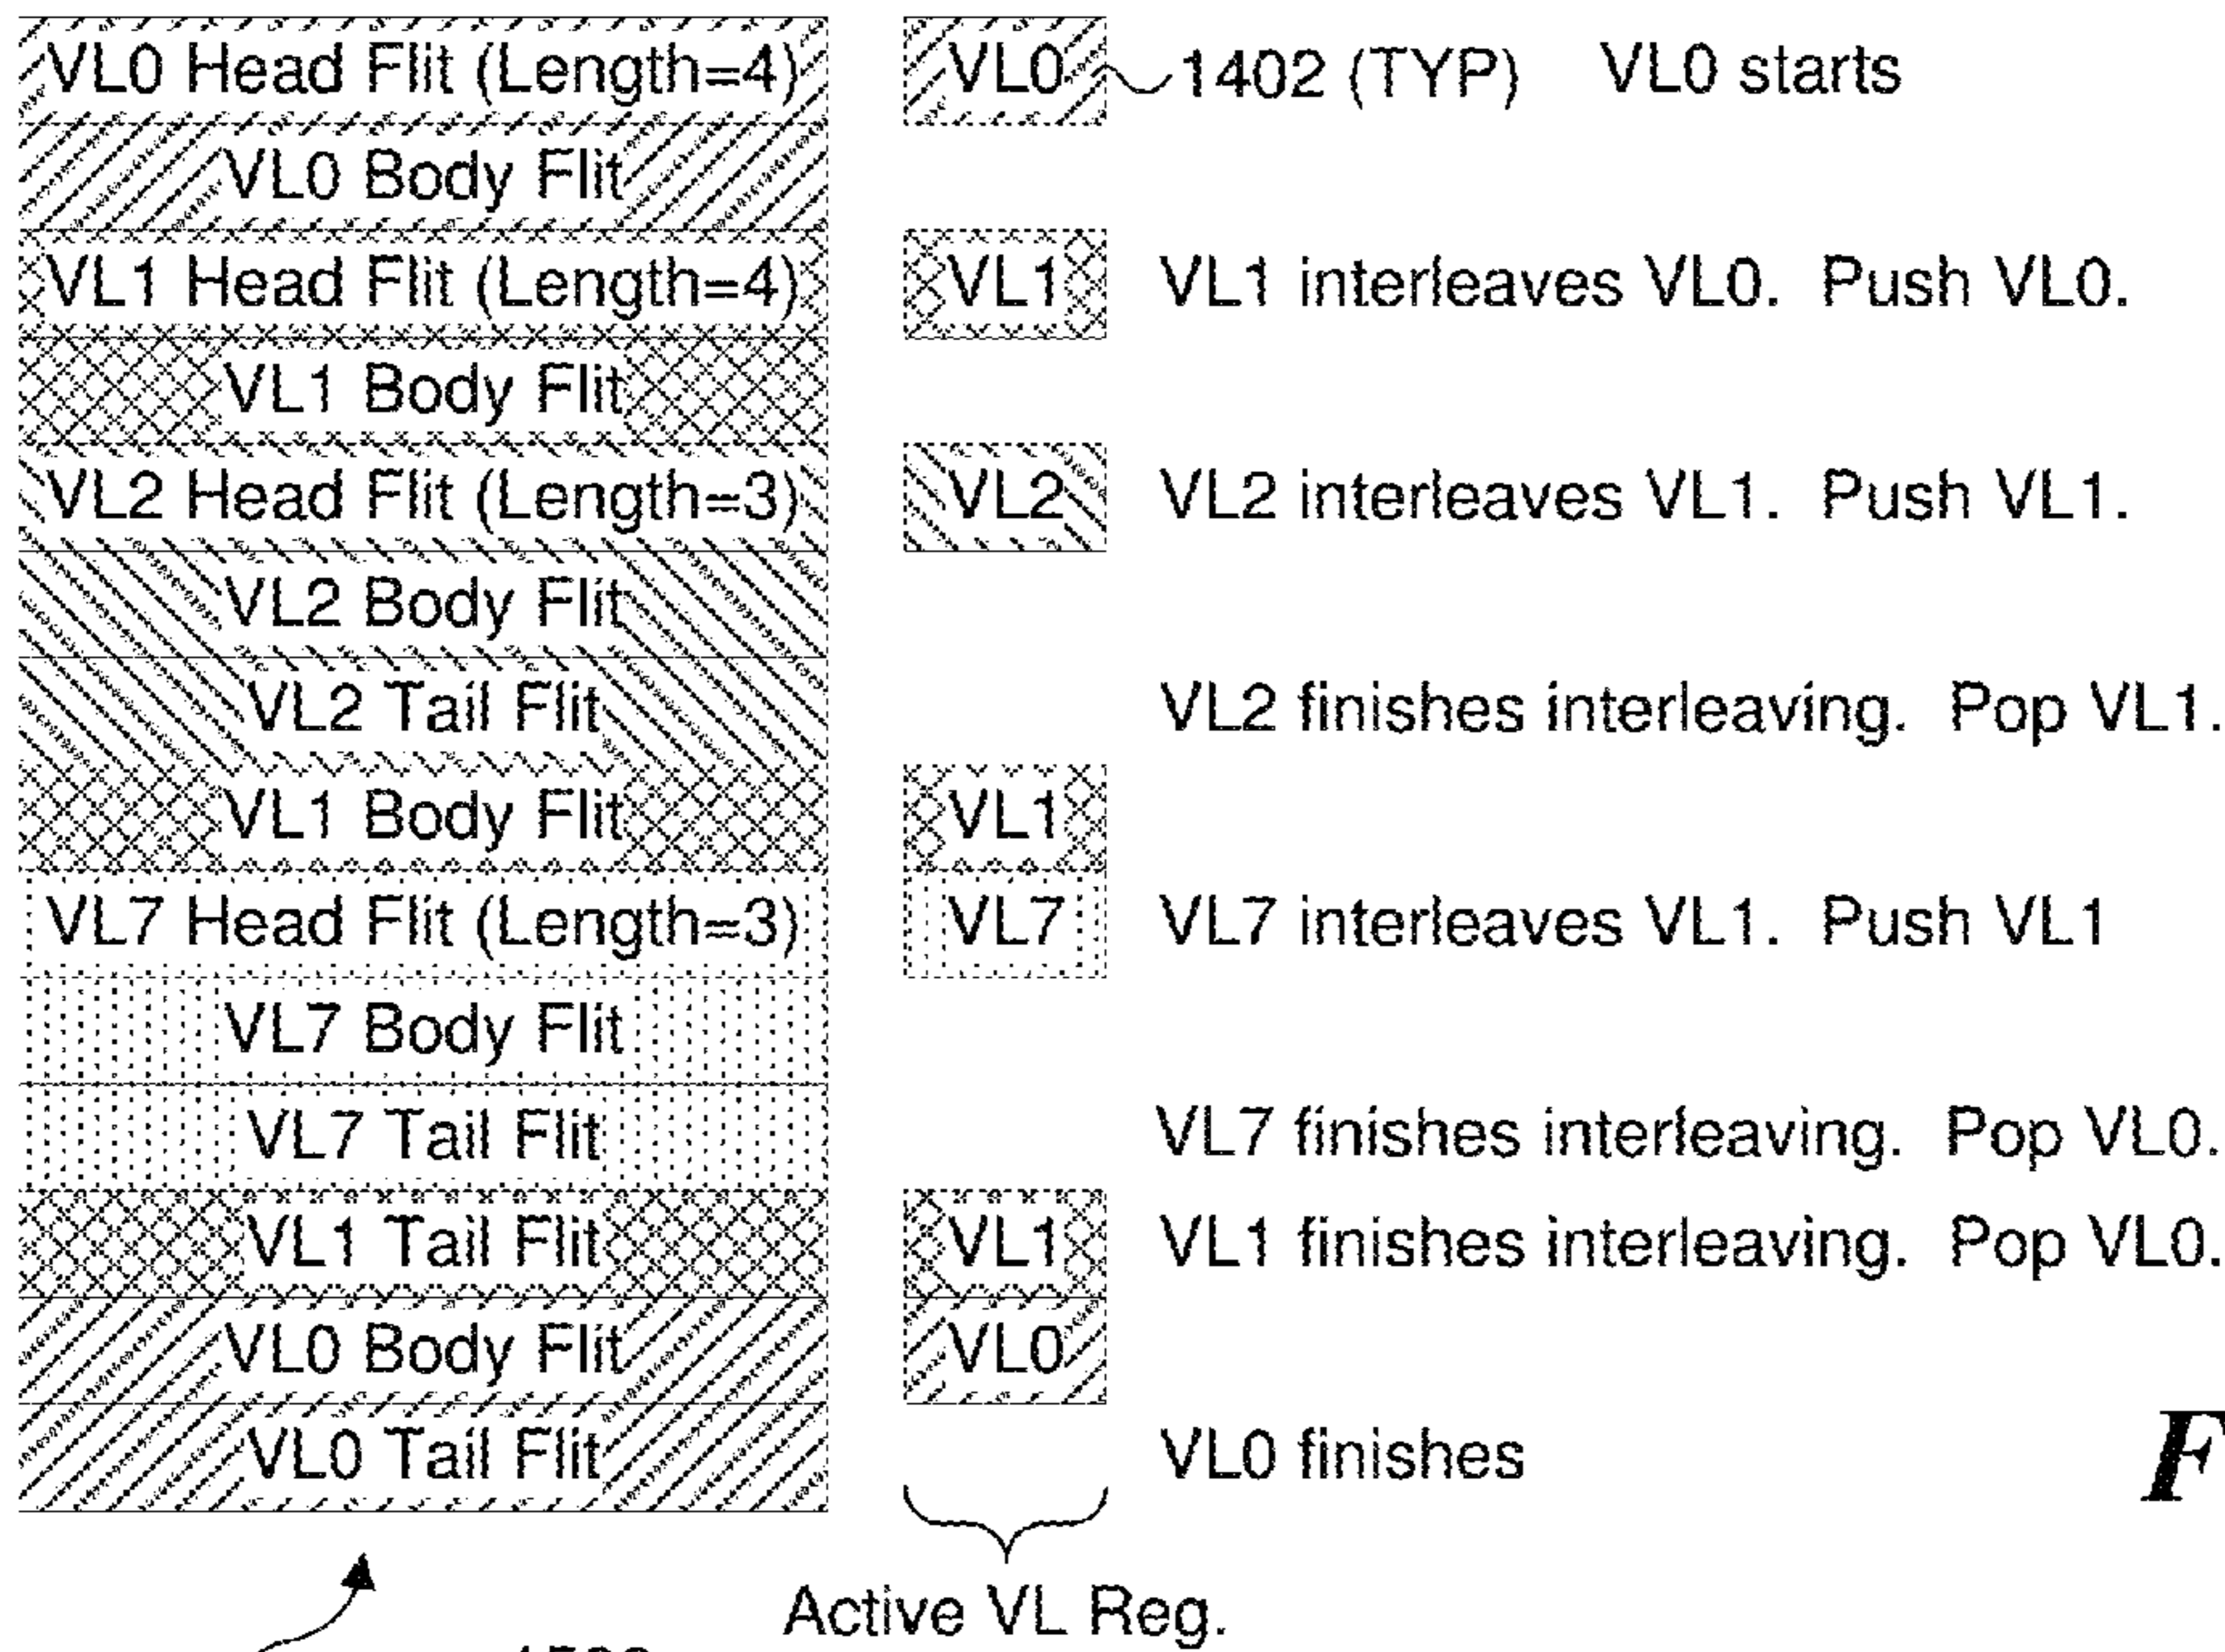 VL0 Head Flit (Length=4) VL0 1402 (TYP) VL0 starts
VL0 Body Flit
VL1 Head Flit (Length=4) VL1 VL1 interleaves VL0. Push VL0.
VL1 Body Flit
VL2 Head Flit (Length=3) VL2 VL2 interleaves VL1. Push VL1.
VL2 Body Flit
VL2 Tail Flit VL2 finishes interleaving. Pop VL1.
VL1 Body Flit VL1
VL7 Head Flit (Length=3) VL7 VL7 interleaves VL1. Push VL1
VL7 Body Flit
VL7 Tail Flit VL7 finishes interleaving. Pop VL0.
VL1 Tail Flit VL1 VL1 finishes interleaving. Pop VL0.
VL0 Body Flit VL0
VL0 Tail Flit VL0 finishes
F
Active VL Reg.